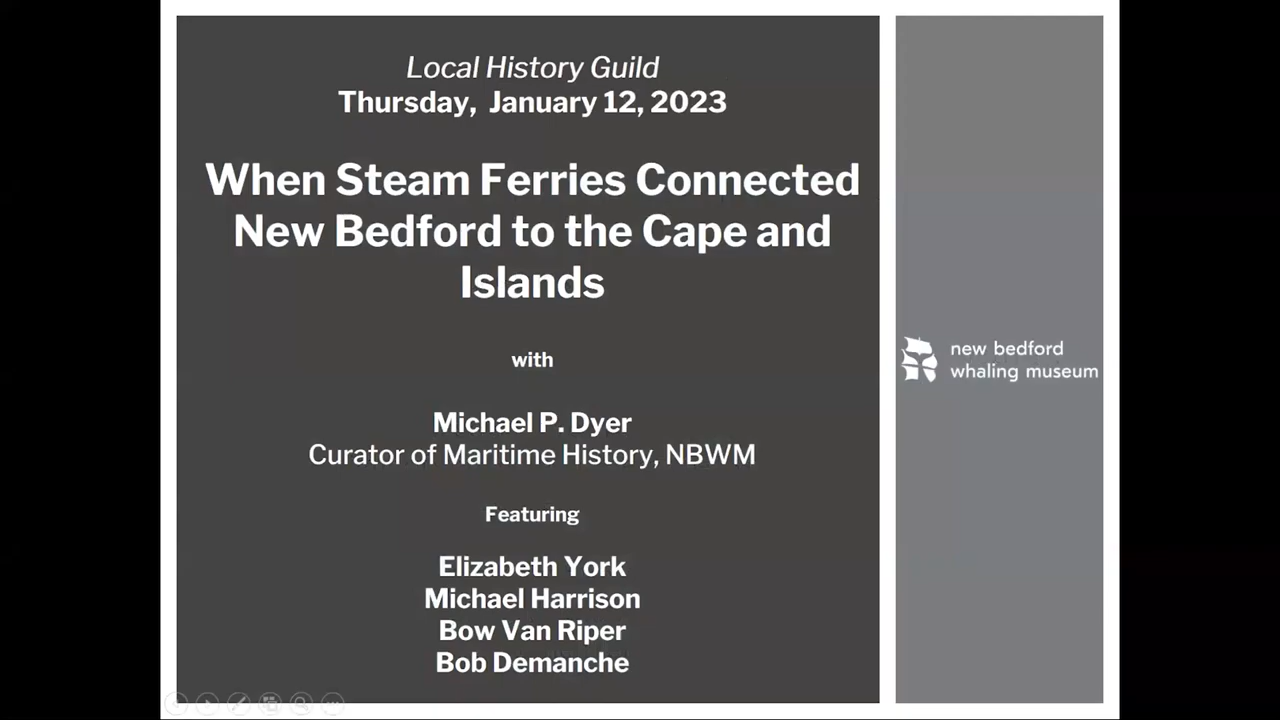 Local History Guild
Thursday, January 12, 2023
When Steam Ferries Connected
New Bedford to the Cape and
Islands
with
Michael P. Dyer
Curator of Maritime History, NBWM
Featuring
Elizabeth York
Michael Harrison
Bow Van Riper
Bob Demanche
new bedford
whaling museum